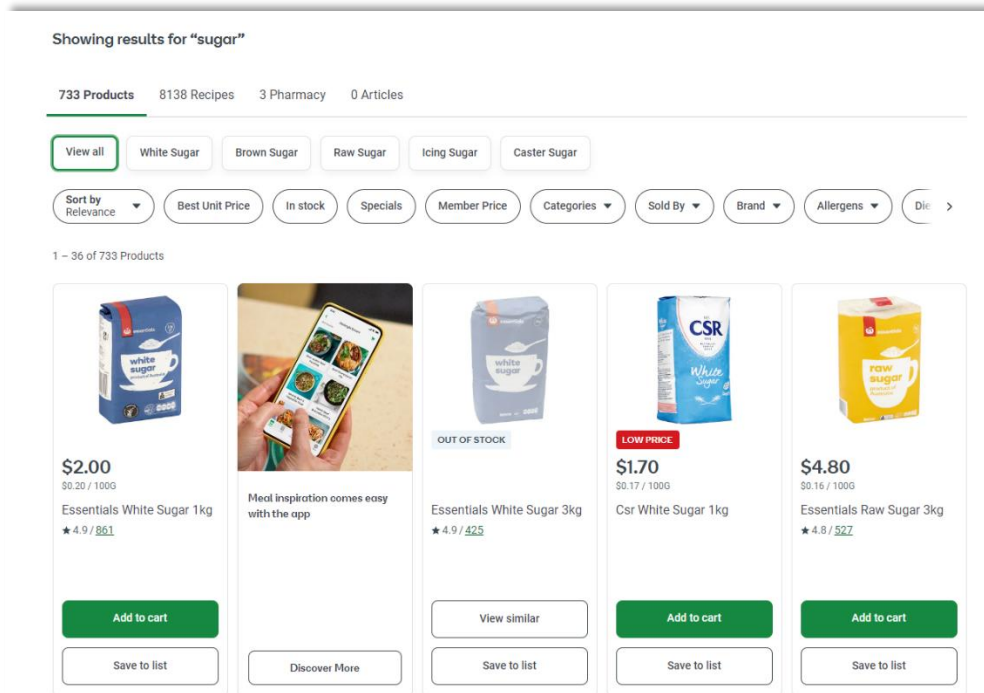 Showing results for “sugar”
733 Products 8138 Recipes 3 Pharmacy 0 Articles
View all White Sugar Brown Sugar Raw Sugar Icing Sugar Caster Sugar
Sort by
Relevance
Best Unit Price In stock Specials Member Price Categories Sold By Brand Allergens Die
1 – 36 of 733 Products
white
sugar
white
sugar
CSR
White
Sugar
raw
sugar
OUT OF STOCK
LOW PRICE
$2.00
$0.20 / 100G
Essentials White Sugar 1kg
4.9 / 861
Add to cart
Save to list
Meal inspiration comes easy
with the app
Discover More
Essentials White Sugar 3kg
4.9 / 425
View similar
Save to list
$1.70
$0.17 / 100G
Csr White Sugar 1kg
Add to cart
Save to list
$4.80
$0.16 / 100G
Essentials Raw Sugar 3kg
4.8 / 527
Add to cart
Save to list